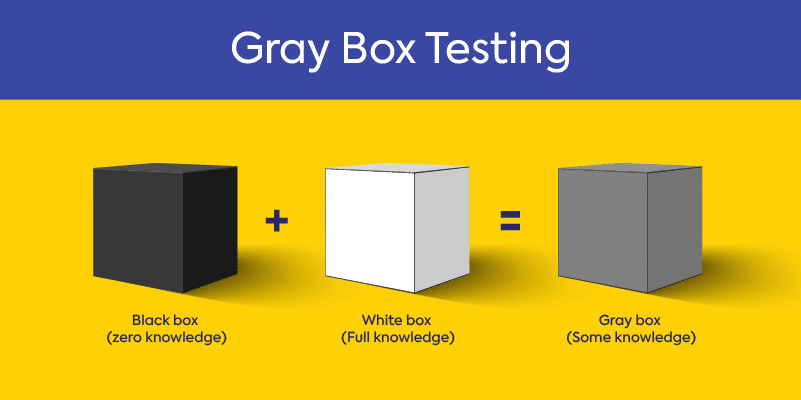 Gray Box Testing
+
=
Black box
(zero knowledge)
White box
(Full knowledge)
Gray box
(Some knowledge)